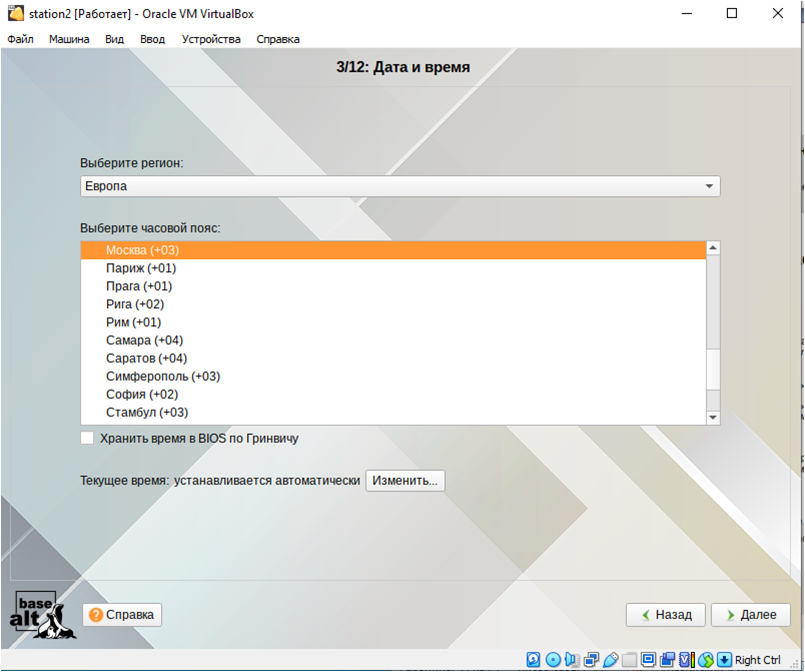 station2 [Работает] - Oracle VM VirtualBox
Файл Машина Вид Ввод Устройства Справка
3/12: Дата и время
Выберите регион:
Европа
Выберите часовой пояс:
Москва (+03)
Париж (+01)
Прага (+01)
Рига (+02)
Рим (+01)
Самара (+04)
Саратов (+04)
Симферополь (+03)
София (+02)
Стамбул (+03)
Хранить время в BIOS по Гринвичу
Текущее время: устанавливается автоматически Изменить...
base
alt
Справка Назад Далее
Right Ctrl